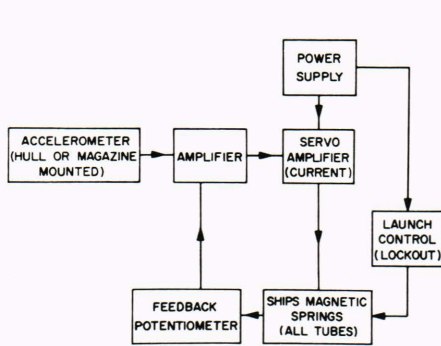 POWER
SUPPLY
ACCELEROMETER
(HULL OR MAGAZINE
MOUNTED)
AMPLIFIER
SERVO
AMPLIFIER
(CURRENT)
LAUNCH
CONTROL
(LOCKOUT)
FEEDBACK
POTENTIOMETER
SHIPS MAGNETIC
SPRINGS
(ALL TUBES)